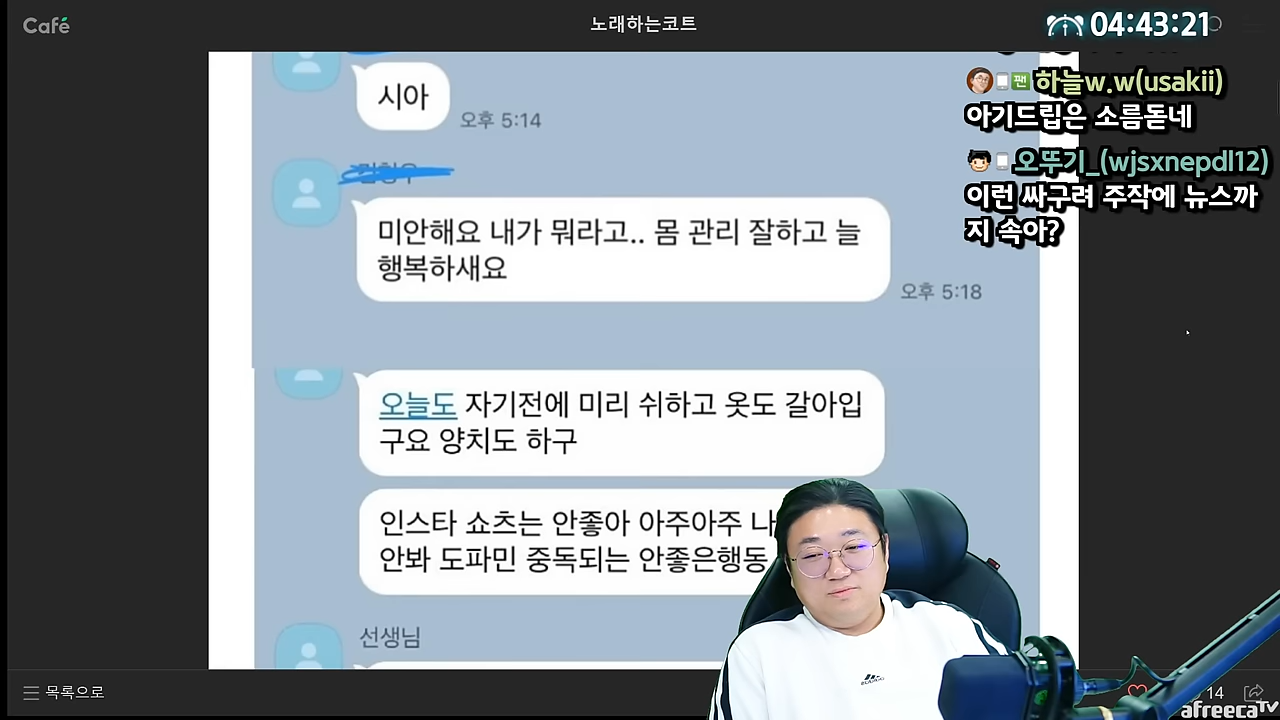 Café
노래하는코트
04:43:21
시아
오후 5:14
미안해요 내가 뭐라고.. 몸 관리 잘하고 늘
행복하새요
오후 5:18
오늘도 자기전에 미리 쉬하고 옷도 갈아입
구요 양치도 하구
인스타 쇼츠는 안좋아 아주아주 나
안봐 도파민 중독되는 안좋은행동
선생님
팬 하늘w.w(usakii)
아기드립은 소름돋네
오뚜기_(wjsxnepdl12)
이런 싸구려 주작에 뉴스까
지 속아?
목록으로
14
afreecaTV